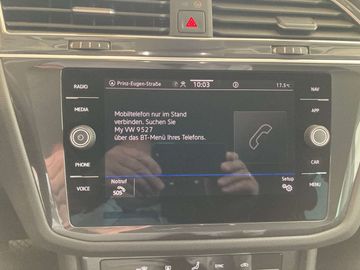 RADIO
MEDIA
PHONE
VOICE
Prinz-Eugen-Straße
10:03
17.5°C
Mobiltelefon nur im Stand
verbinden. Suchen Sie
My VW 9527
über das BT-Menü Ihres Telefons.
Notruf
SOS
Setup
NAV
APP
CAR
MENU
SYNC